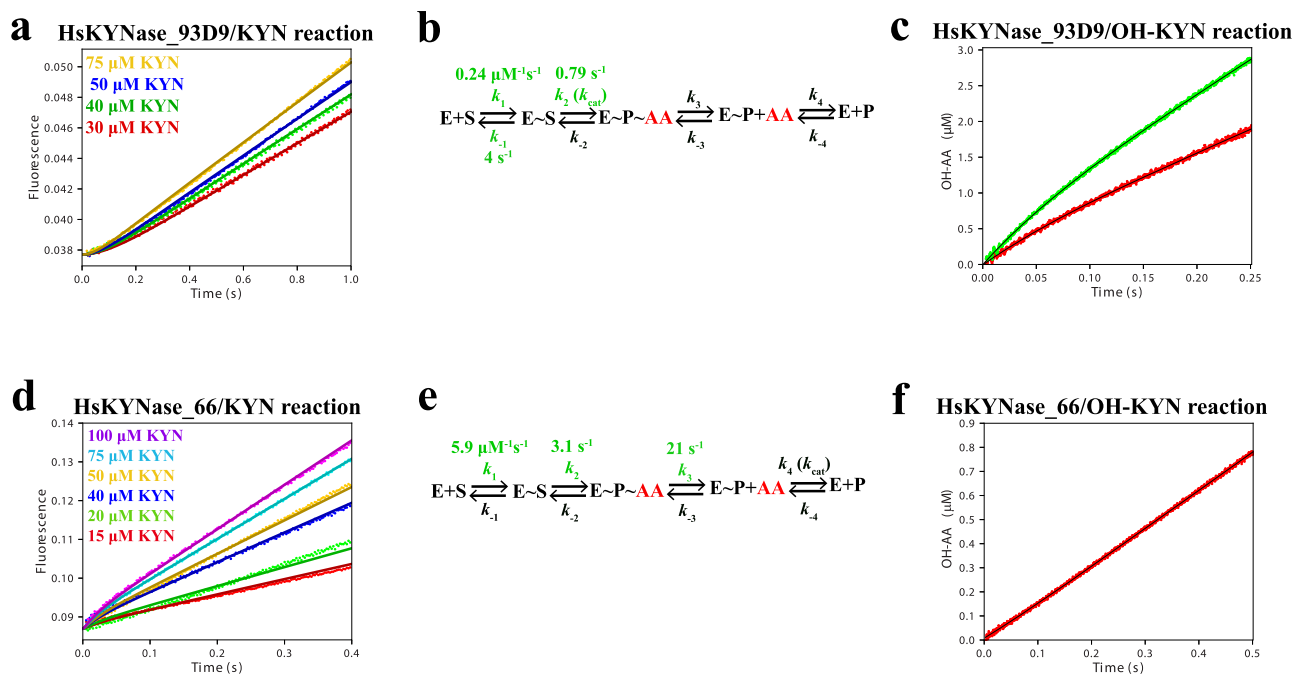 a
HsKYNase_93D9/KYN reaction
75 µM KYN
50 µM KYN
40 µM KYN
30 µM KYN
0.050
0.048
0.046
0.044
0.042
0.040
0.038
Fluorescence
0.0 0.2 0.4 0.6 0.8 1.0
Time (s)
b
0.24 µM⁻¹s⁻¹ 0.79 s⁻¹
k₁ k₂ (kcat) k₃ k₄
E+S E~S E~P~AA E~P+AA E+P
k₋₁ k₋₂ k₋₃ k₋₄
4 s⁻¹
c
HsKYNase_93D9/OH-KYN reaction
3.0
2.5
2.0
1.5
1.0
0.5
0.0
OH-AA (µM)
0.00 0.05 0.10 0.15 0.20 0.25
Time (s)
d
HsKYNase_66/KYN reaction
100 µM KYN
75 µM KYN
50 µM KYN
40 µM KYN
20 µM KYN
15 µM KYN
0.14
0.13
0.12
0.11
0.10
0.09
Fluorescence
0.0 0.1 0.2 0.3 0.4
Time (s)
e
5.9 µM⁻¹s⁻¹ 3.1 s⁻¹ 21 s⁻¹
k₁ k₂ k₃ k₄ (kcat)
E+S E~S E~P~AA E~P+AA E+P
k₋₁ k₋₂ k₋₃ k₋₄
f
HsKYNase_66/OH-KYN reaction
0.9
0.8
0.7
0.6
0.5
0.4
0.3
0.2
0.1
0.0
OH-AA (µM)
0.0 0.1 0.2 0.3 0.4 0.5
Time (s)